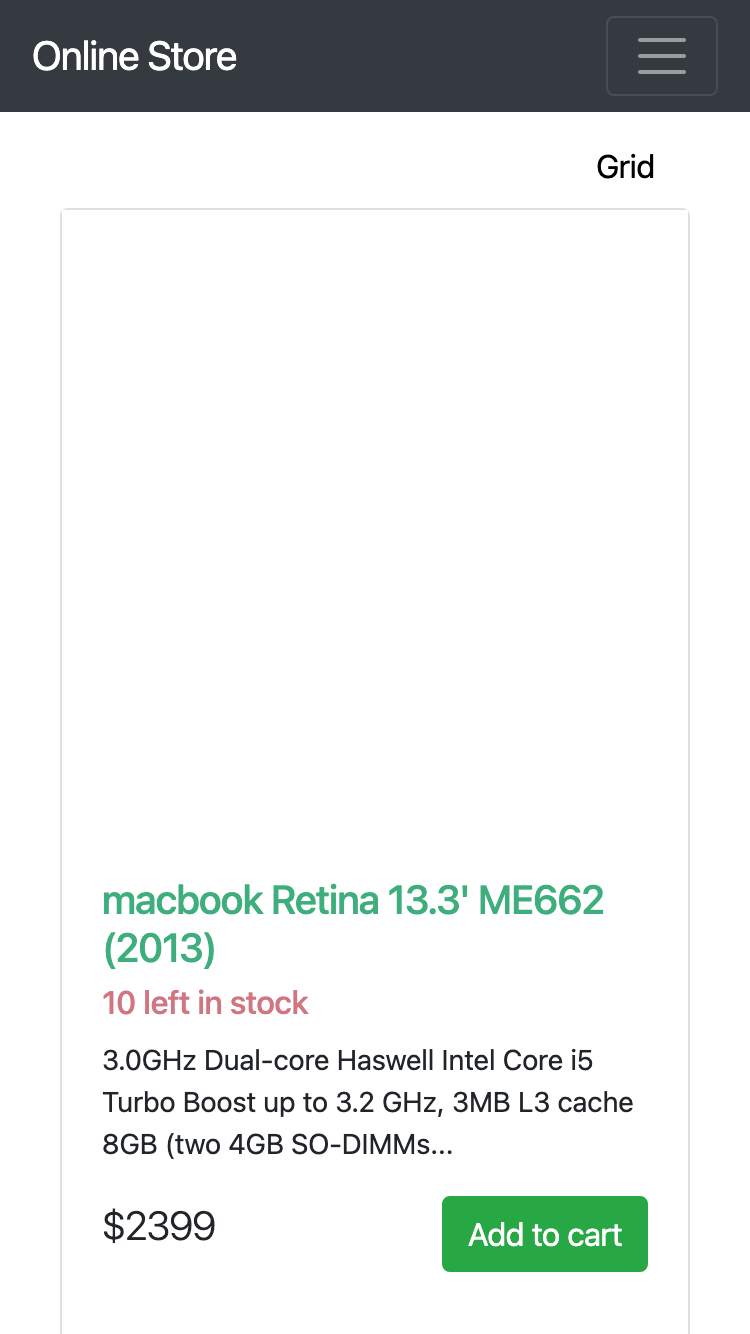 Online Store
Grid
macbook Retina 13.3' ME662
(2013)
10 left in stock
3.0GHz Dual-core Haswell Intel Core i5
Turbo Boost up to 3.2 GHz, 3MB L3 cache
8GB (two 4GB SO-DIMMs...
$2399
Add to cart